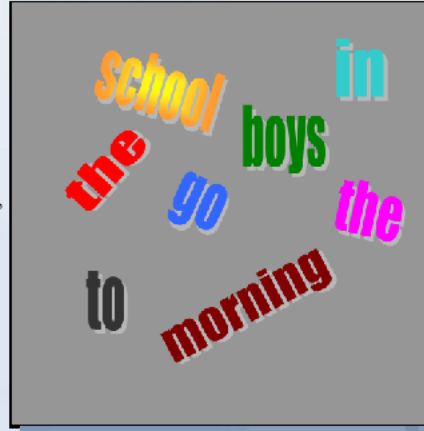 school
in
boys
the
go
the
to
morning